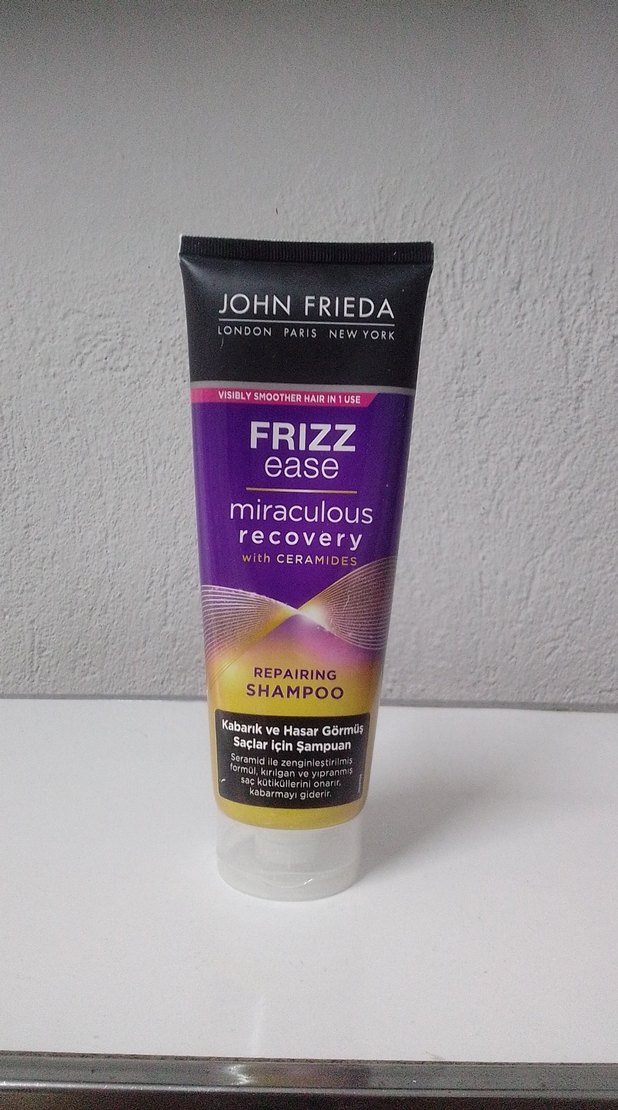 JOHN FRIEDA
LONDON PARIS NEW YORK
VISIBLY SMOOTHER HAIR IN 1 USE
FRIZZ
ease
miraculous
recovery
with CERAMIDES
REPAIRING
SHAMPOO
Kabarık ve Hasar Görmüş
Saçlar için Şampuan
Seramid ile zenginleştirilmiş
formül, kırılgan ve yıpranmış
saç kütiküllerini onarır,
kabarmayı giderir.